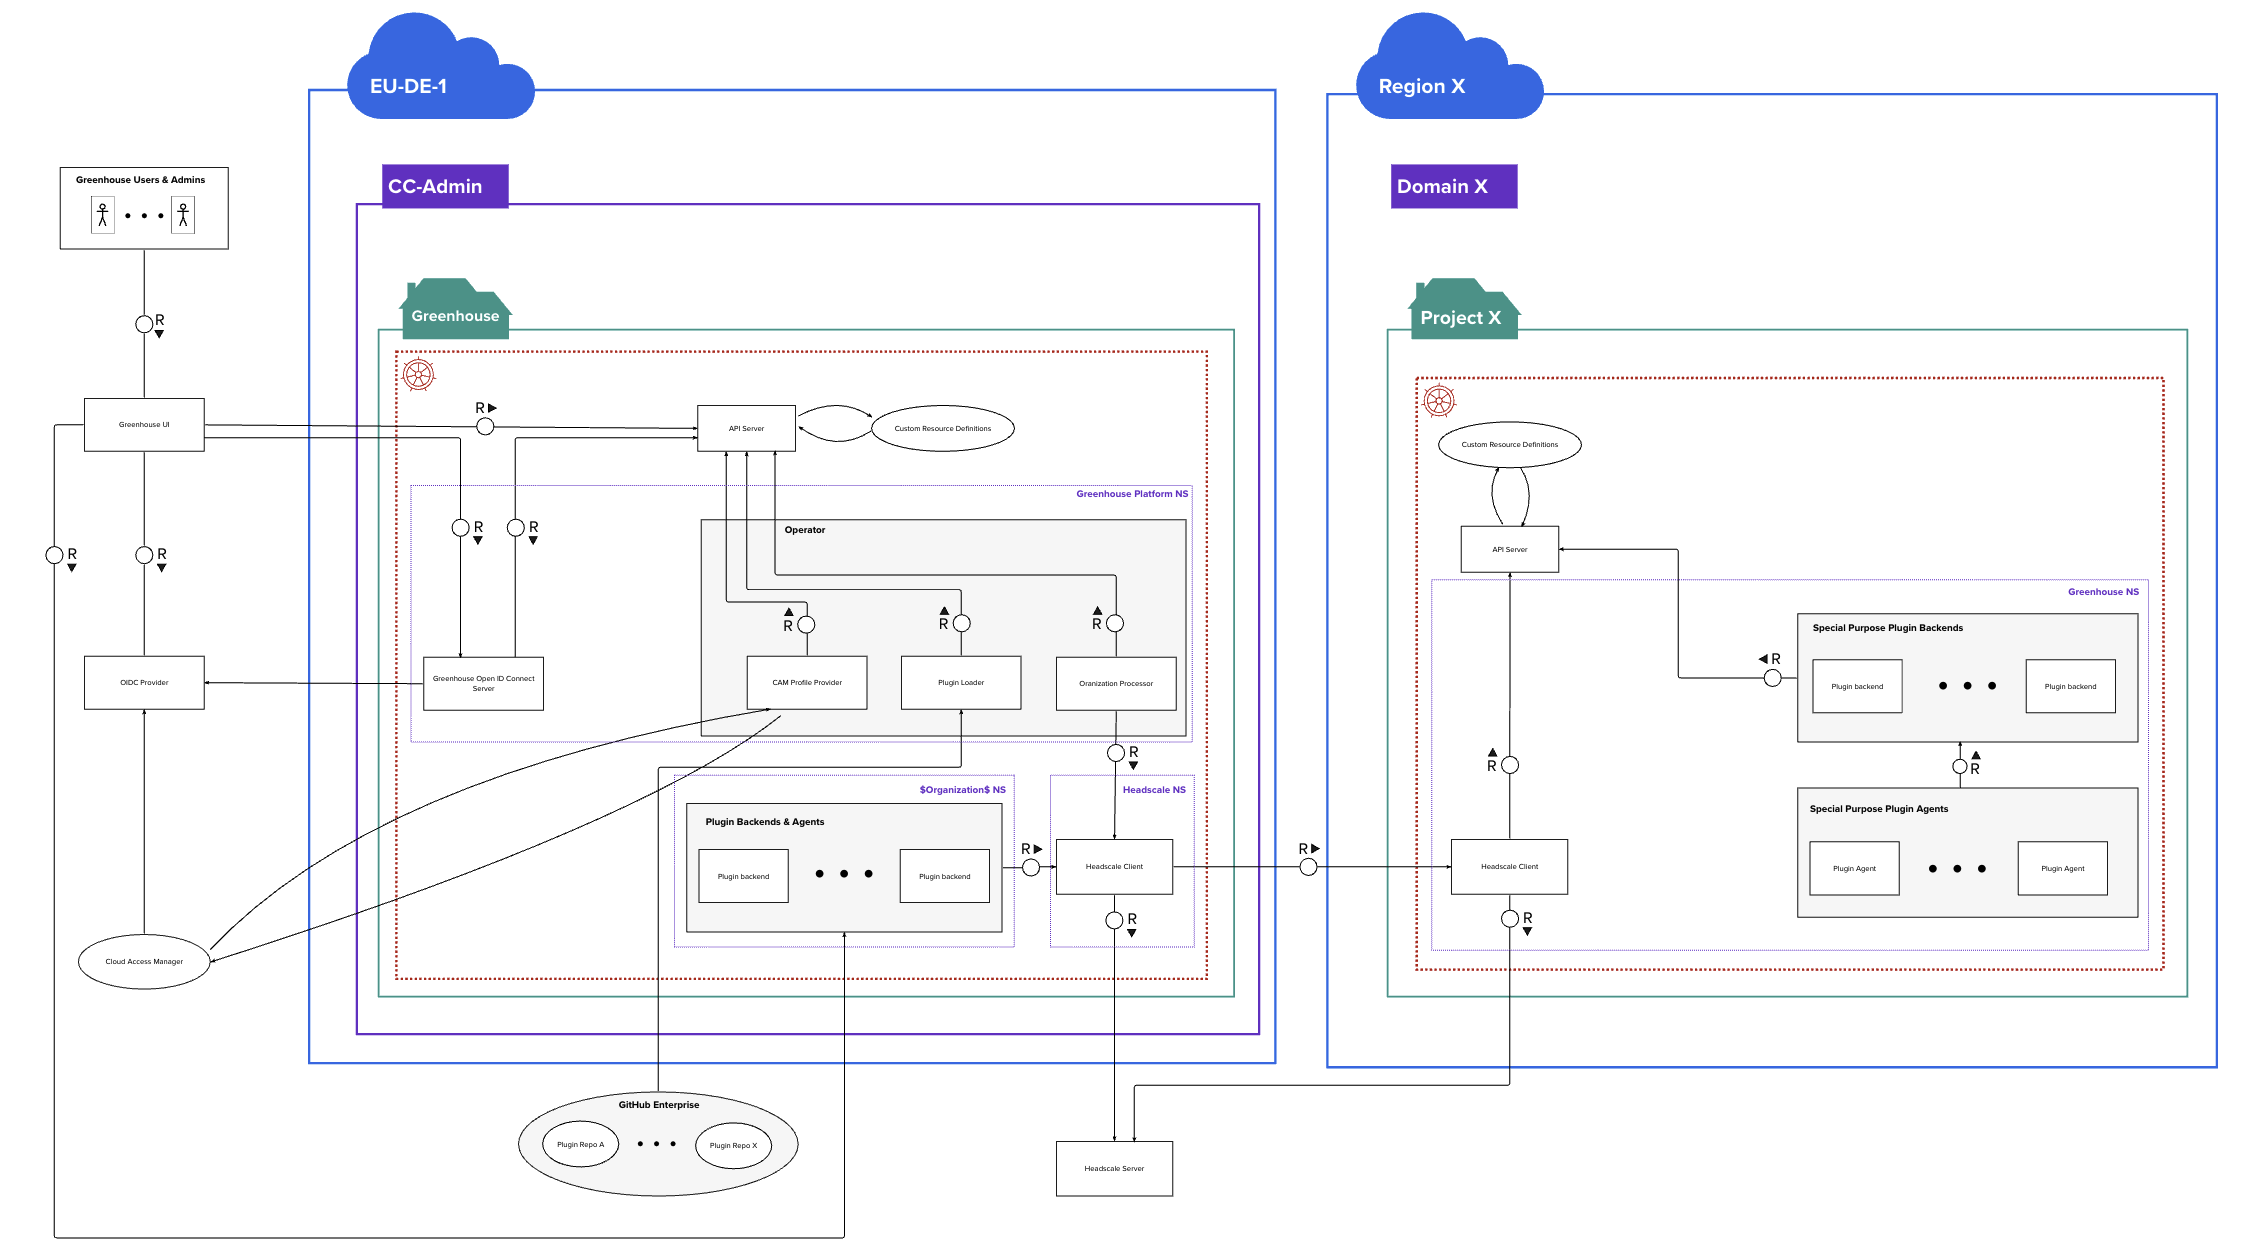 EU-DE-1
Region X
Greenhouse Users & Admins
CC-Admin
Domain X
Greenhouse
Project X
R
Greenhouse UI
R
API Server
Custom Resource Definitions
Custom Resource Definitions
Greenhouse Platform NS
Operator
R
R
R
R
API Server
Greenhouse NS
R
R
R
Special Purpose Plugin Backends
OIDC Provider
Greenhouse Open ID Connect
Server
CAM Profile Provider
Plugin Loader
Oranization Processor
R
Plugin backend
Plugin backend
R
R
R
$Organization$ NS
Headscale NS
Plugin Backends & Agents
Special Purpose Plugin Agents
Plugin backend
Plugin backend
R
Headscale Client
R
Headscale Client
Plugin Agent
Plugin Agent
R
R
Cloud Access Manager
GitHub Enterprise
Plugin Repo A
Plugin Repo X
Headscale Server